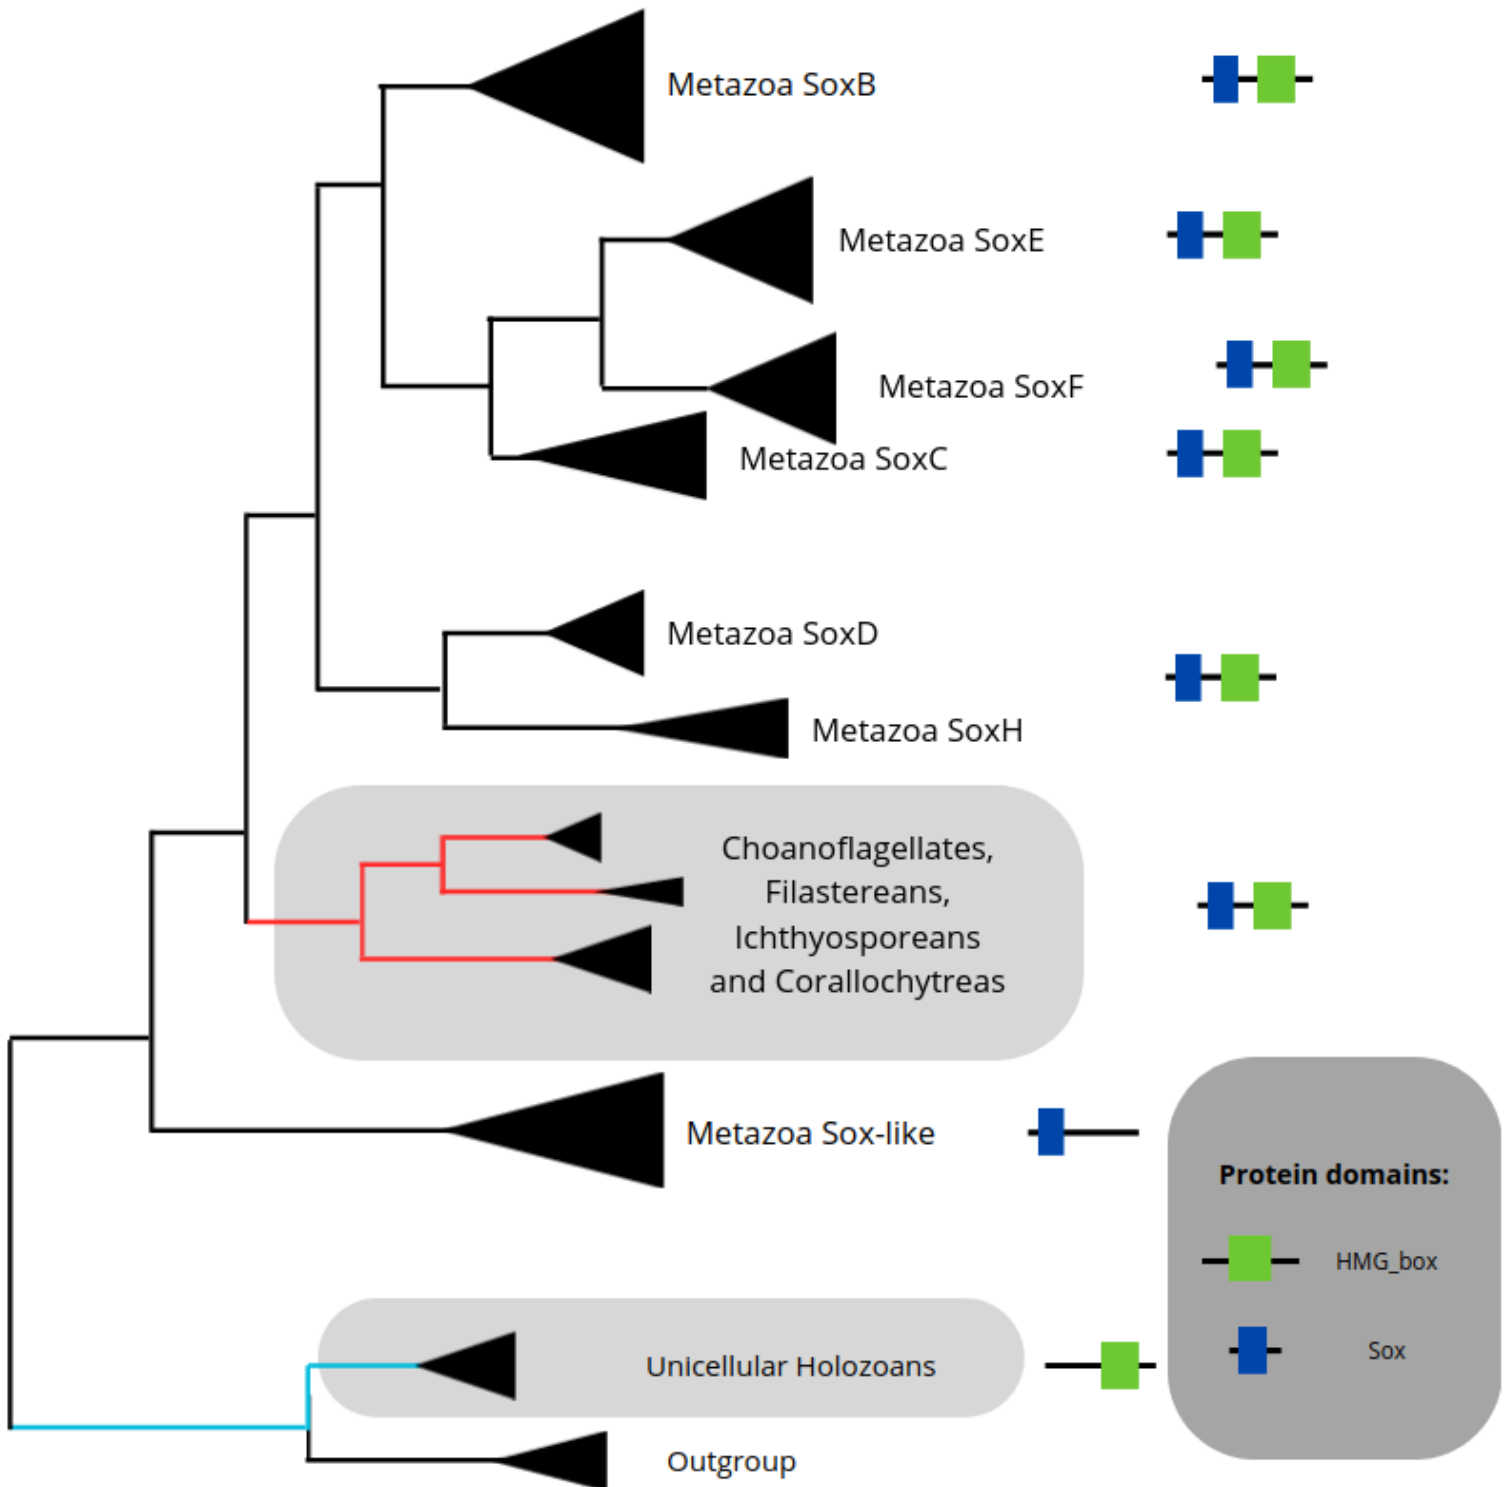 Metazoa SoxB
Metazoa SoxE
Metazoa SoxF
Metazoa SoxC
Metazoa SoxD
Metazoa SoxH
Choanoflagellates,
Filastereans,
Ichthyosporeans
and Corallochytreas
Metazoa Sox-like
Protein domains:
HMG_box
Sox
Unicellular Holozoans
Outgroup